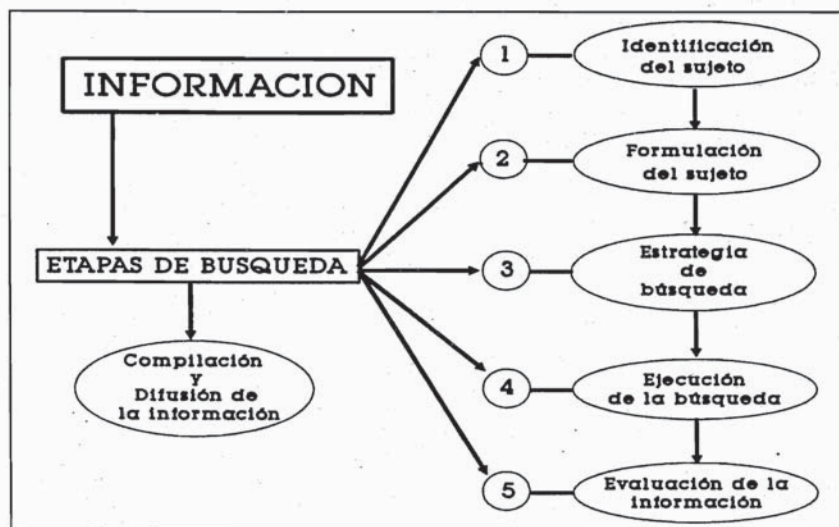 INFORMACION
ETAPAS DE BUSQUEDA
Compilación
y
Difusión de
la información
1
Identificación
del sujeto
2
Formulación
del sujeto
3
Estrategia
de
búsqueda
4
Ejecución
de la búsqueda
5
Evaluación de la
información